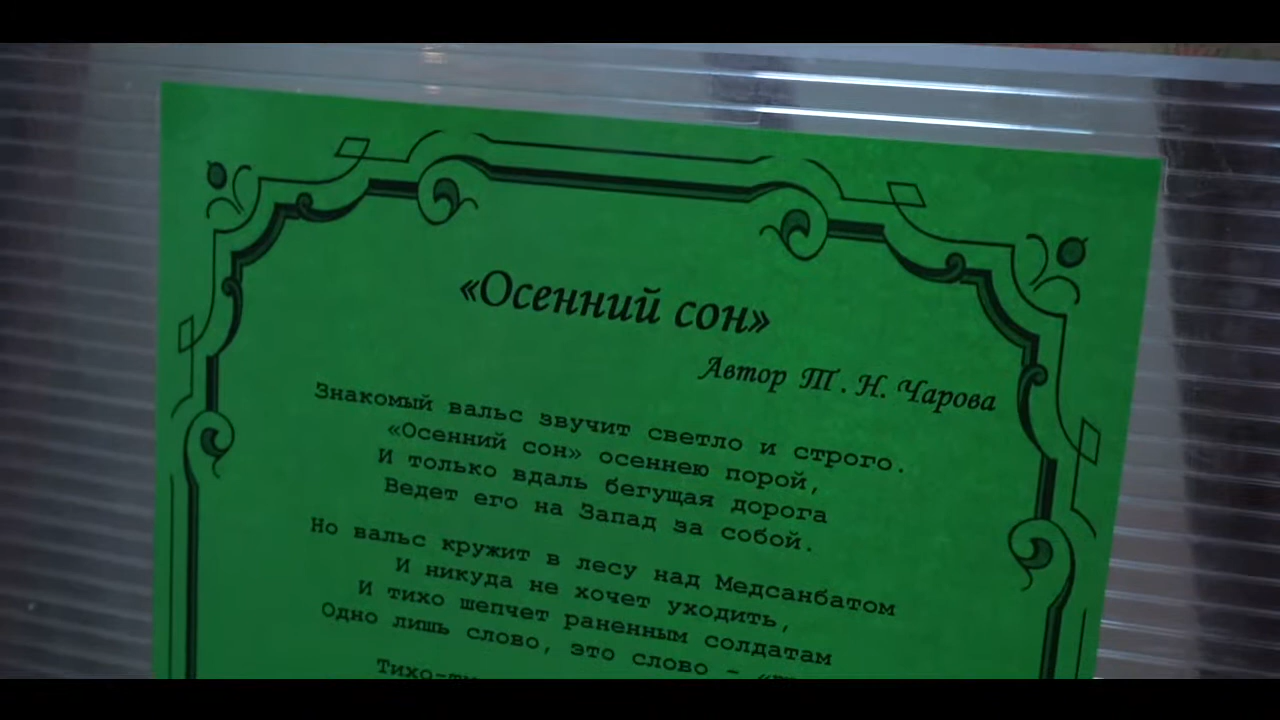 «Осенний сон»
Автор Т. Н. Чарова
Знакомый вальс звучит светло и строго.
«Осенний сон» осеннею порой,
И только вдаль бегущая дорога
Ведет его на Запад за собой.
Но вальс кружит в лесу над Медсанбатом
И никуда не хочет уходить,
И тихо шепчет раненным солдатам
Одно лишь слово, это слово –